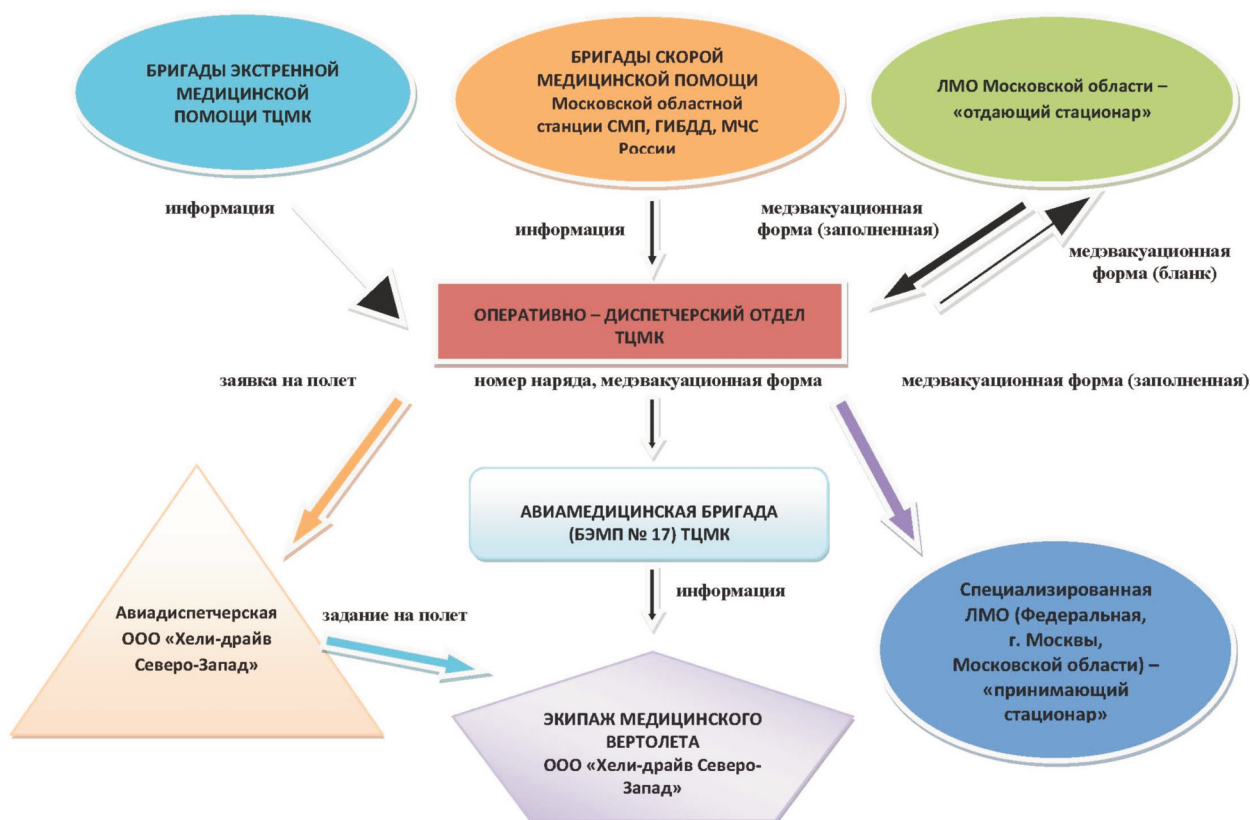 БРИГАДЫ ЭКСТРЕННОЙ
МЕДИЦИНСКОЙ
ПОМОЩИ ТЦМК
БРИГАДЫ СКОРОЙ
МЕДИЦИНСКОЙ ПОМОЩИ
Московской областной
станции СМП, ГИБДД, МЧС
России
ЛМО Московской области –
«отдающий стационар»
информация
информация
медэвакуационная
форма (заполненная)
медэвакуационная
форма (бланк)
ОПЕРАТИВНО – ДИСПЕТЧЕРСКИЙ ОТДЕЛ
ТЦМК
заявка на полет
номер наряда, медэвакуационная форма
медэвакуационная форма (заполненная)
АВИАМЕДИЦИНСКАЯ БРИГАДА
(БЭМП № 17) ТЦМК
информация
Авиадиспетчерская
ООО «Хели-драйв
Северо-Запад»
задание на полет
Специализированная
ЛМО (Федеральная,
г. Москвы,
Московской области) –
«принимающий
стационар»
ЭКИПАЖ МЕДИЦИНСКОГО
ВЕРТОЛЕТА
ООО «Хели-драйв Северо-
Запад»